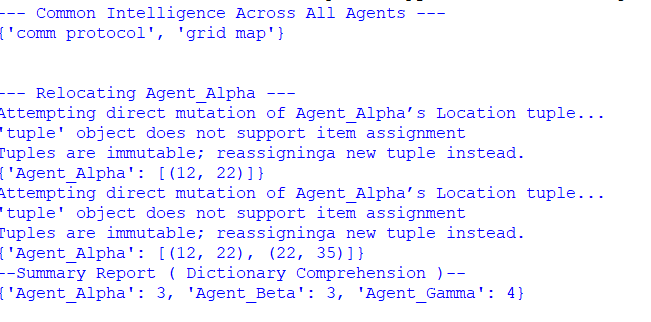 --- Common Intelligence Across All Agents ---
{'comm protocol', 'grid map'}
--- Relocating Agent_Alpha ---
Attempting direct mutation of Agent_Alpha’s Location tuple...
'tuple' object does not support item assignment
Tuples are immutable; reassigninga new tuple instead.
{'Agent_Alpha': [(12, 22)]}
Attempting direct mutation of Agent_Alpha’s Location tuple...
'tuple' object does not support item assignment
Tuples are immutable; reassigninga new tuple instead.
{'Agent_Alpha': [(12, 22), (22, 35)]}
--Summary Report ( Dictionary Comprehension )--
{'Agent_Alpha': 3, 'Agent_Beta': 3, 'Agent_Gamma': 4}